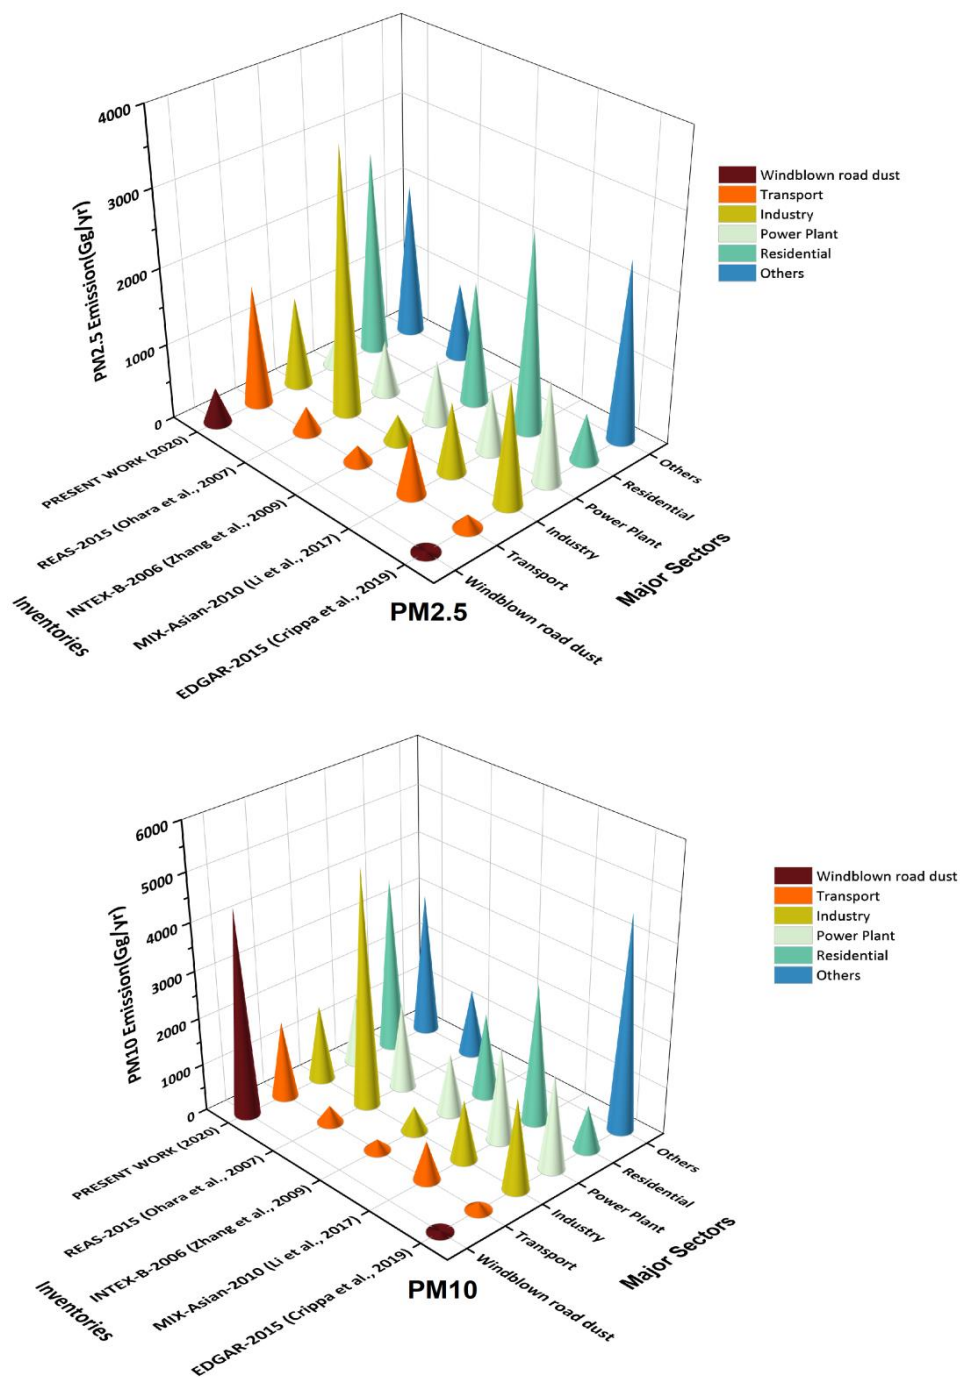 4000
3000
2000
1000
0
PM2.5 Emission(Gg/yr)
Windblown road dust
Transport
Industry
Power Plant
Residential
Others
PRESENT WORK (2020)
REAS-2015 (Ohara et al., 2007)
INTEX-B-2006 (Zhang et al., 2009)
MIX-Asian-2010 (Li et al., 2017)
EDGAR-2015 (Crippa et al., 2019)
Inventories
Others
Residential
Power Plant
Industry
Transport
Windblown road dust
Major Sectors
PM2.5
6000
5000
4000
3000
2000
1000
0
PM10 Emission(Gg/yr)
Windblown road dust
Transport
Industry
Power Plant
Residential
Others
PRESENT WORK (2020)
REAS-2015 (Ohara et al., 2007)
INTEX-B-2006 (Zhang et al., 2009)
MIX-Asian-2010 (Li et al., 2017)
EDGAR-2015 (Crippa et al., 2019)
Inventories
Others
Residential
Power Plant
Industry
Transport
Windblown road dust
Major Sectors
PM10